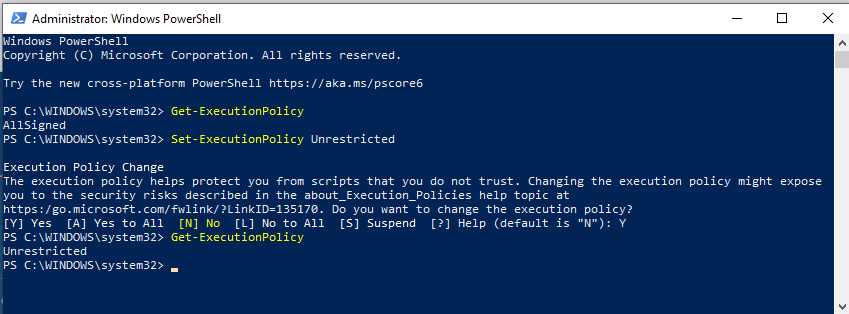 Administrator: Windows PowerShell
Windows PowerShell
Copyright (C) Microsoft Corporation. All rights reserved.
Try the new cross-platform PowerShell https://aka.ms/pscore6
PS C:\WINDOWS\system32> Get-ExecutionPolicy
AllSigned
PS C:\WINDOWS\system32> Set-ExecutionPolicy Unrestricted
Execution Policy Change
The execution policy helps protect you from scripts that you do not trust. Changing the execution policy might expose
you to the security risks described in the about_Execution_Policies help topic at
https:/go.microsoft.com/fwlink/?LinkID=135170. Do you want to change the execution policy?
[Y] Yes  [A] Yes to All  [N] No  [L] No to All  [S] Suspend  [?] Help (default is "N"): Y
PS C:\WINDOWS\system32> Get-ExecutionPolicy
Unrestricted
PS C:\WINDOWS\system32>